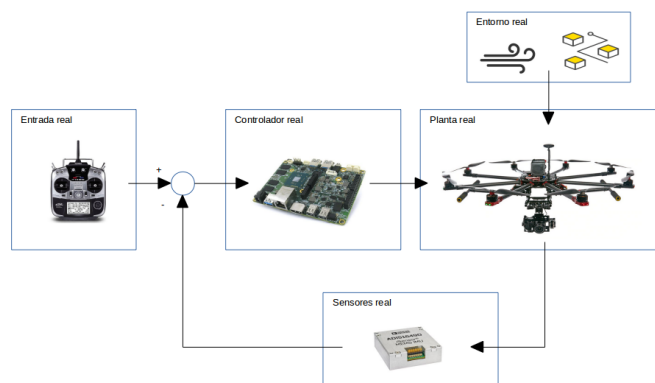 Entorno real
Entrada real
Controlador real
Planta real
+
-
Sensores real